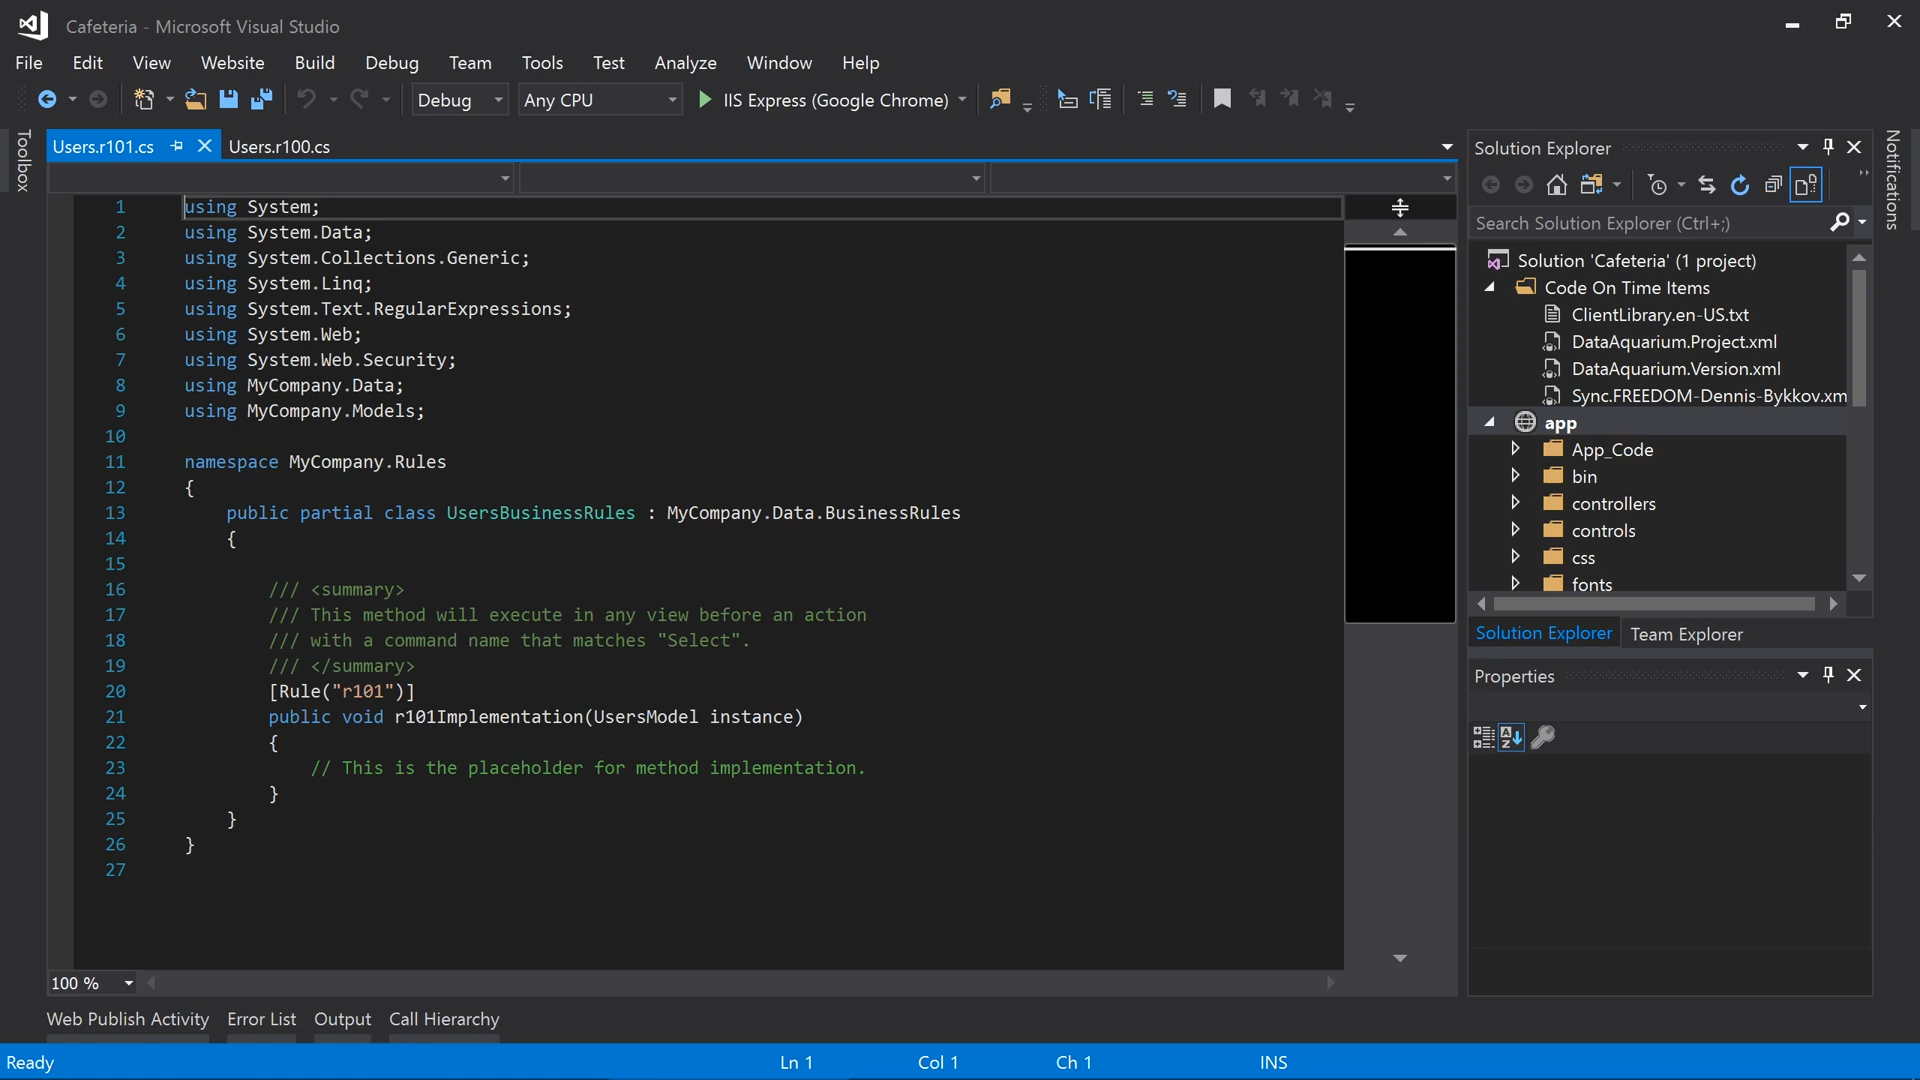 Cafeteria - Microsoft Visual Studio
File Edit View Website Build Debug Team Tools Test Analyze Window Help
Debug Any CPU IIS Express (Google Chrome)
Toolbox
Users.r101.cs Users.r100.cs
1 using System;
2 using System.Data;
3 using System.Collections.Generic;
4 using System.Linq;
5 using System.Text.RegularExpressions;
6 using System.Web;
7 using System.Web.Security;
8 using MyCompany.Data;
9 using MyCompany.Models;
10
11 namespace MyCompany.Rules
12 {
13 public partial class UsersBusinessRules : MyCompany.Data.BusinessRules
14 {
15
16 /// <summary>
17 /// This method will execute in any view before an action
18 /// with a command name that matches "Select".
19 /// </summary>
20 [Rule("r101")]
21 public void r101Implementation(UsersModel instance)
22 {
23 // This is the placeholder for method implementation.
24 }
25 }
26 }
27
100 %
Solution Explorer
Search Solution Explorer (Ctrl+;)
Solution 'Cafeteria' (1 project)
Code On Time Items
ClientLibrary.en-US.txt
DataAquarium.Project.xml
DataAquarium.Version.xml
Sync.FREEDOM-Dennis-Bykkov.xm
app
App_Code
bin
controllers
controls
css
fonts
Solution Explorer Team Explorer
Properties
Notifications
Web Publish Activity Error List Output Call Hierarchy
Ready Ln 1 Col 1 Ch 1 INS